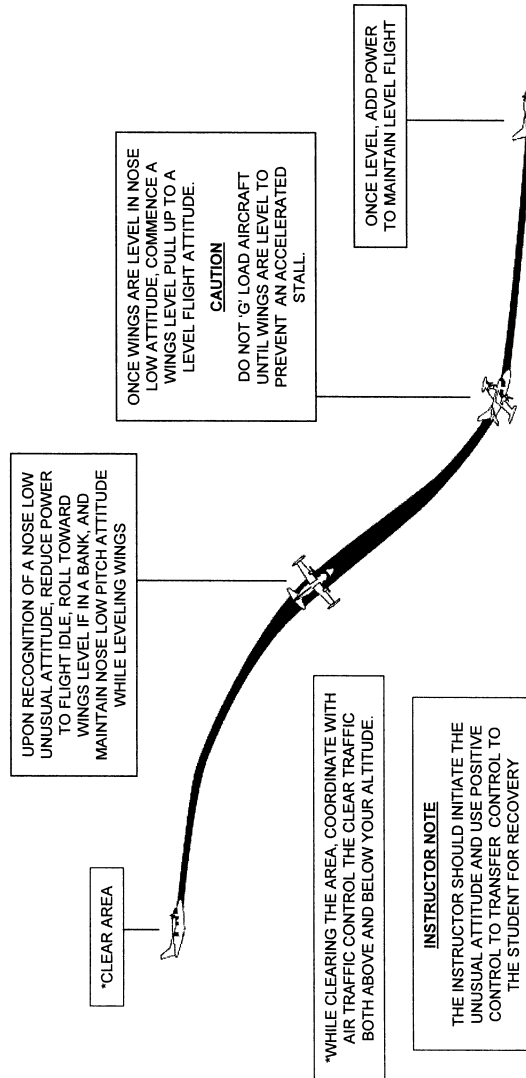 *CLEAR AREA
UPON RECOGNITION OF A NOSE LOW
UNUSUAL ATTITUDE, REDUCE POWER
TO FLIGHT IDLE, ROLL TOWARD
WINGS LEVEL IF IN A BANK, AND
MAINTAIN NOSE LOW PITCH ATTITUDE
WHILE LEVELING WINGS
ONCE WINGS ARE LEVEL IN NOSE
LOW ATTITUDE, COMMENCE A
WINGS LEVEL PULL UP TO A
LEVEL FLIGHT ATTITUDE.
CAUTION
DO NOT 'G' LOAD AIRCRAFT
UNTIL WINGS ARE LEVEL TO
PREVENT AN ACCELERATED
STALL.
ONCE LEVEL, ADD POWER
TO MAINTAIN LEVEL FLIGHT
*WHILE CLEARING THE AREA, COORDINATE WITH
AIR TRAFFIC CONTROL THE CLEAR TRAFFIC
BOTH ABOVE AND BELOW YOUR ALTITUDE.
INSTRUCTOR NOTE
THE INSTRUCTOR SHOULD INITIATE THE
UNUSUAL ATTITUDE AND USE POSITIVE
CONTROL TO TRANSFER CONTROL TO
THE STUDENT FOR RECOVERY